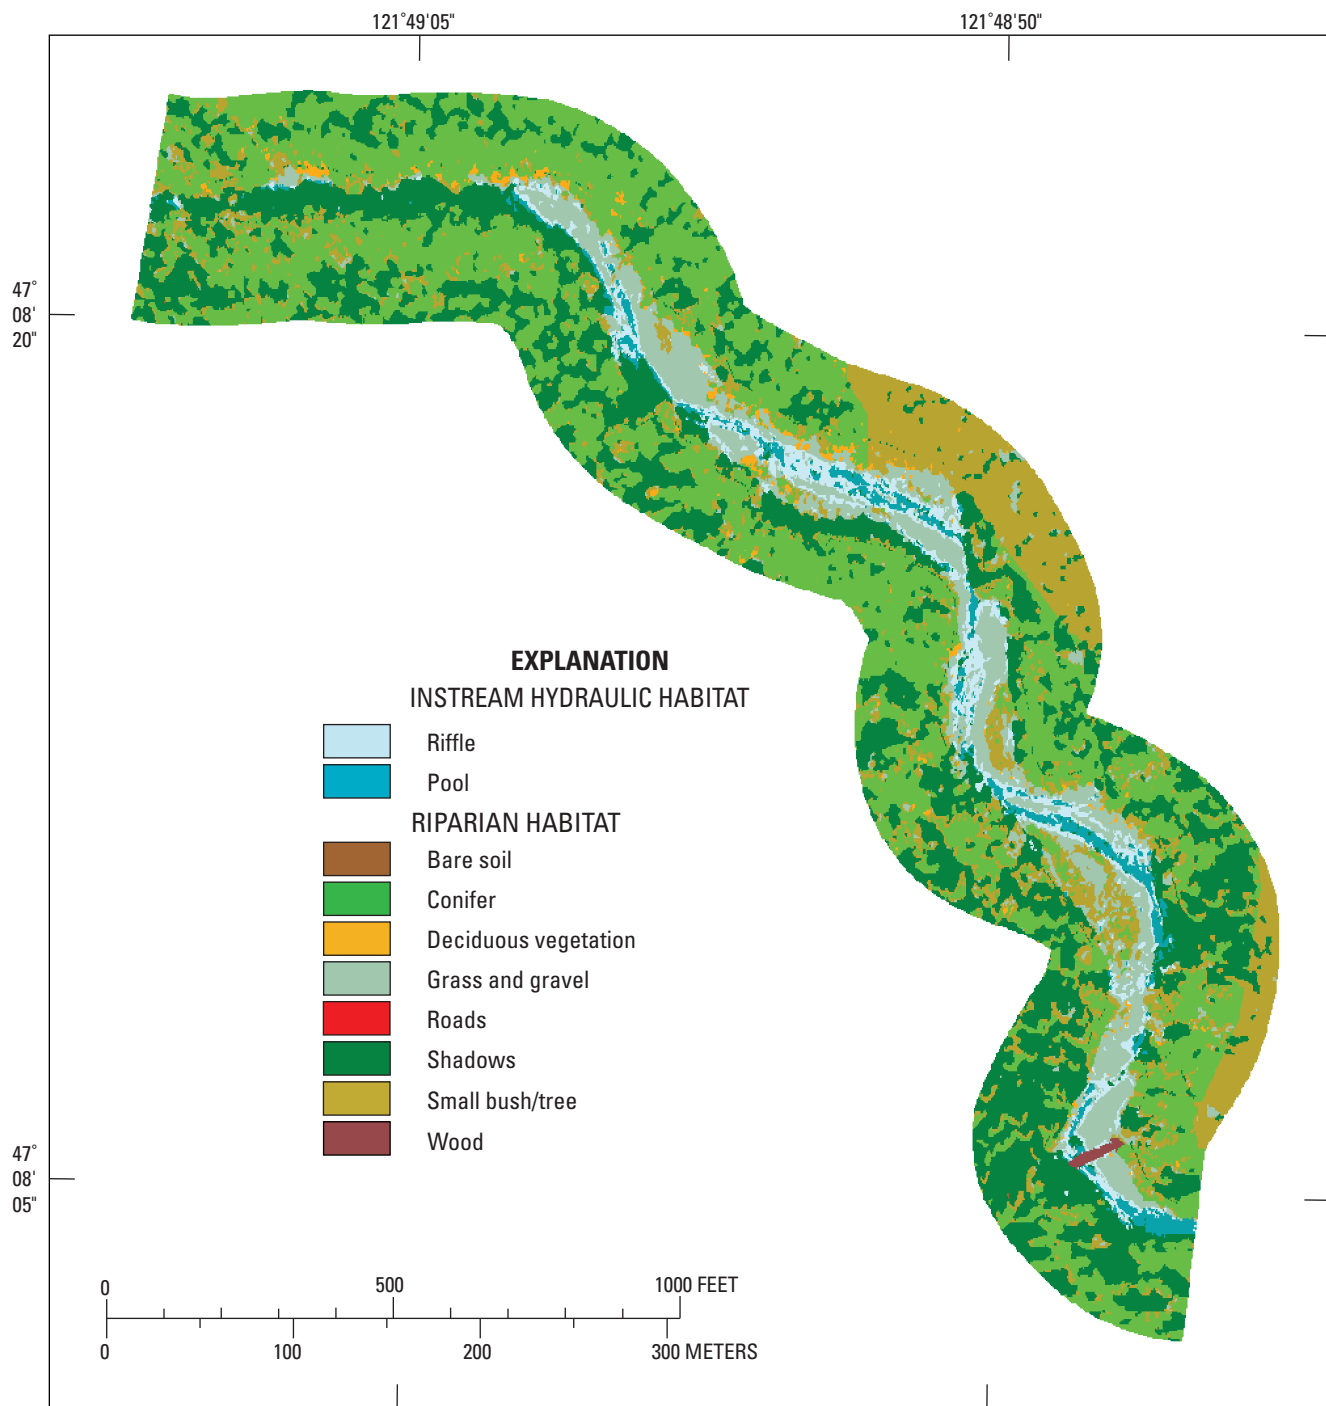 121°49'05"
121°48'50"
47°
08'
20"
EXPLANATION
INSTREAM HYDRAULIC HABITAT
Riffle
Pool
RIPARIAN HABITAT
Bare soil
Conifer
Deciduous vegetation
Grass and gravel
Roads
Shadows
Small bush/tree
Wood
47°
08'
05"
0
500
1000 FEET
0
100
200
300 METERS